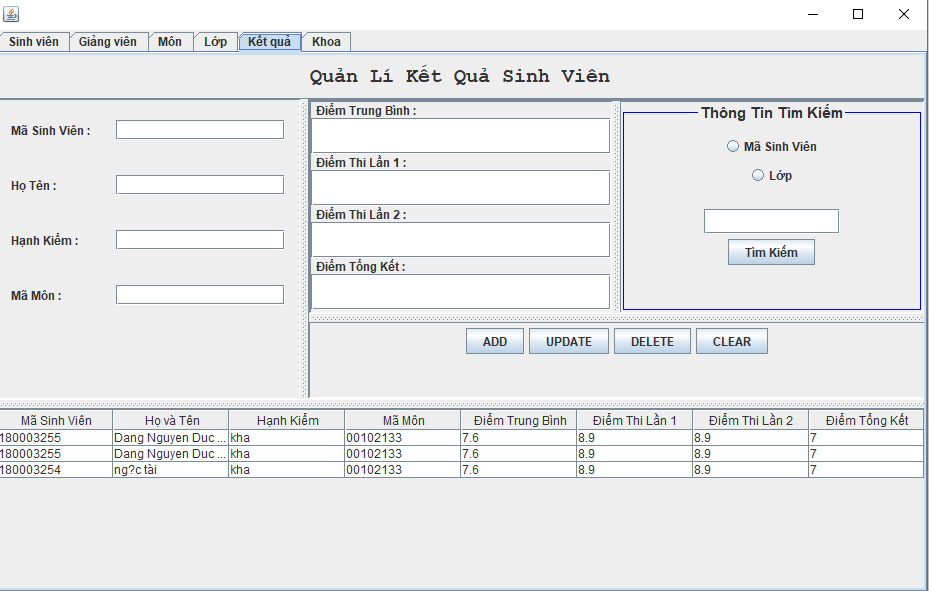 Sinh viên Giảng viên Môn Lớp Kết quả Khoa
Quản Lí Kết Quả Sinh Viên
Mã Sinh Viên :
Họ Tên :
Hạnh Kiểm :
Mã Môn :
Điểm Trung Bình :
Điểm Thi Lần 1 :
Điểm Thi Lần 2 :
Điểm Tổng Kết :
Thông Tin Tìm Kiếm
Mã Sinh Viên
Lớp
Tìm Kiếm
ADD UPDATE DELETE CLEAR
Mã Sinh Viên Họ và Tên Hạnh Kiểm Mã Môn Điểm Trung Bình Điểm Thi Lần 1 Điểm Thi Lần 2 Điểm Tổng Kết
180003255 Dang Nguyen Duc ... kha 00102133 7.6 8.9 8.9 7
180003255 Dang Nguyen Duc ... kha 00102133 7.6 8.9 8.9 7
180003254 ng?c tài kha 00102133 7.6 8.9 8.9 7